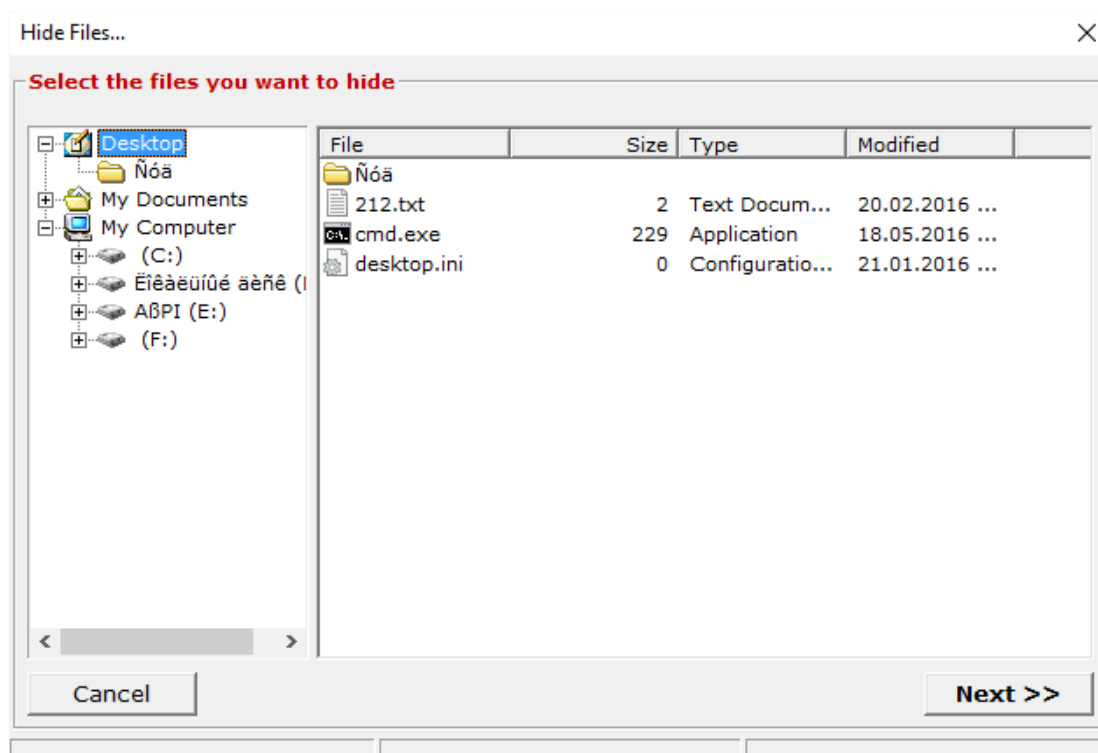 Hide Files...
Select the files you want to hide
Desktop
Ñóä
My Documents
My Computer
(C:)
Ëîêàëüíûé äèñê (
AßPI (E:)
(F:)
File Size Type Modified
Ñóä
212.txt 2 Text Docum... 20.02.2016 ...
cmd.exe 229 Application 18.05.2016 ...
desktop.ini 0 Configuratio... 21.01.2016 ...
Cancel
Next >>